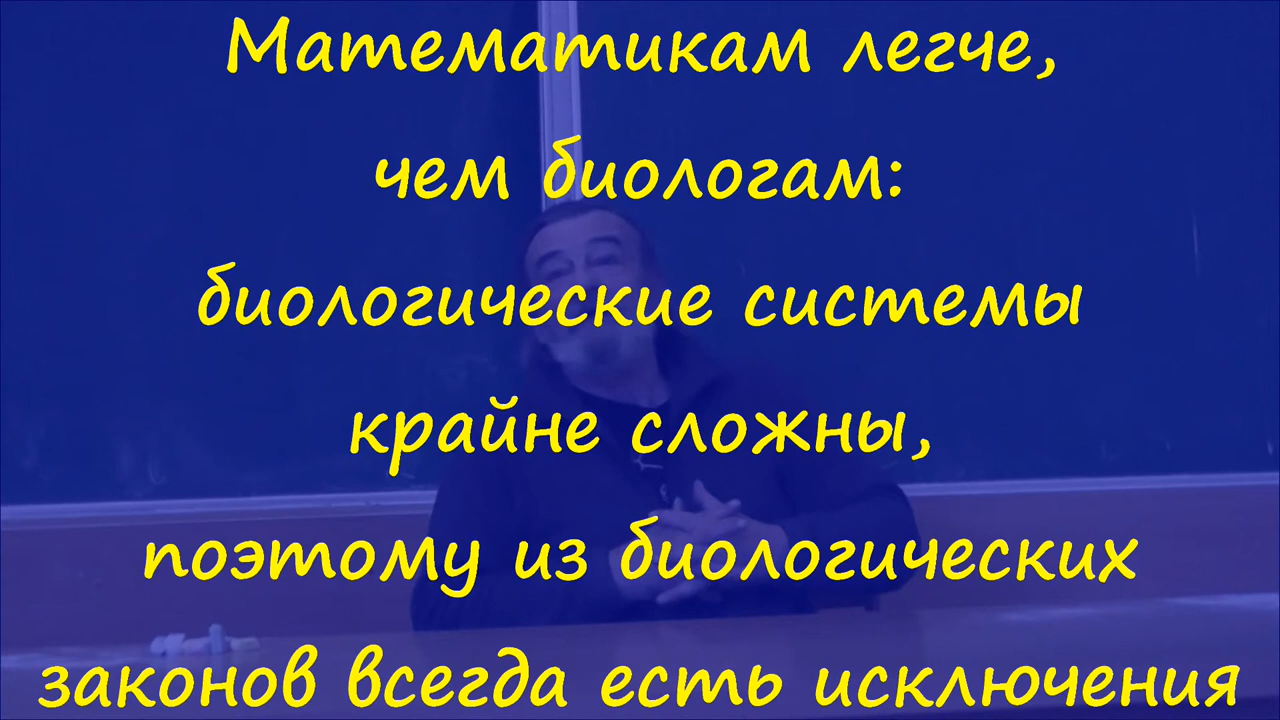 Математикам легче,
чем биологам:
биологические системы
крайне сложны,
поэтому из биологических
законов всегда есть исключения